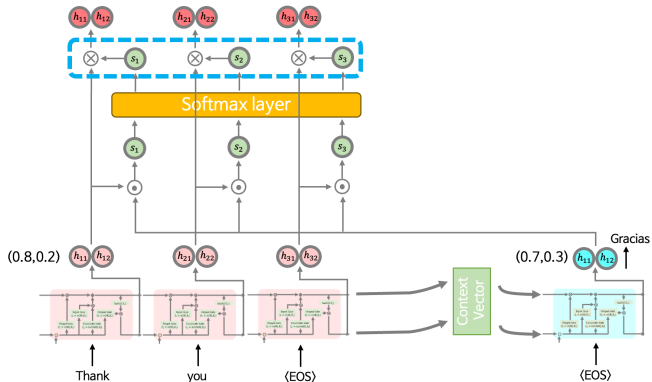 h₁₁ h₁₂ h₂₁ h₂₂ h₃₁ h₃₂
s₁ s₂ s₃
Softmax layer
s₁ s₂ s₃
(0.8,0.2) h₁₁ h₁₂ h₂₁ h₂₂ h₃₁ h₃₂ (0.7,0.3) h₁₁ h₁₂ Gracias
Context
Vector
Thank you ⟨EOS⟩ ⟨EOS⟩